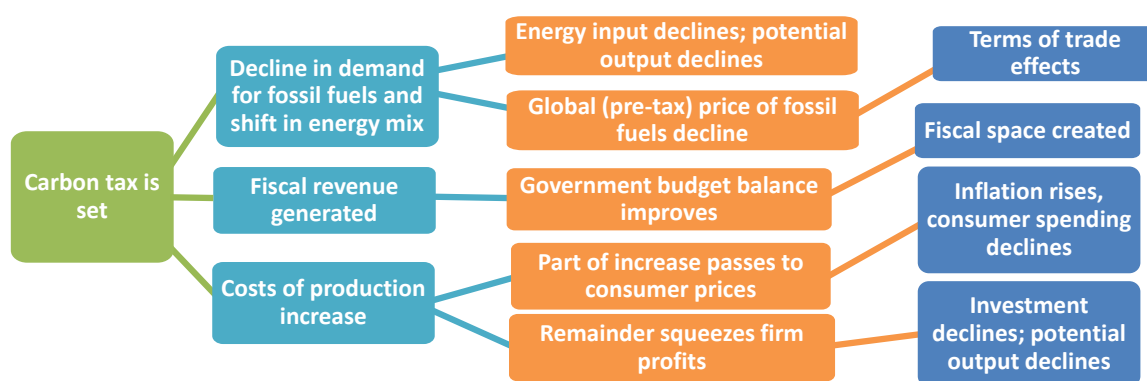 Carbon tax is
set
Decline in demand
for fossil fuels and
shift in energy mix
Fiscal revenue
generated
Costs of production
increase
Energy input declines; potential
output declines
Global (pre-tax) price of fossil
fuels decline
Government budget balance
improves
Part of increase passes to
consumer prices
Remainder squeezes firm
profits
Terms of trade
effects
Fiscal space created
Inflation rises,
consumer spending
declines
Investment
declines; potential
output declines